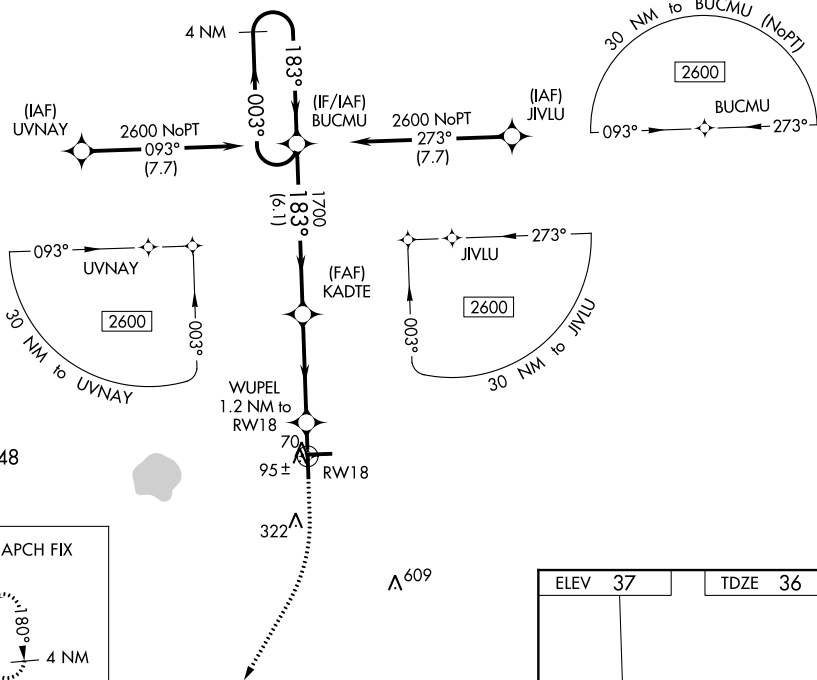 30 NM to BUCMU (NoPT)
2600
BUCMU
093°
273°
4 NM
183°
003°
(IAF)
UVNAY
2600 NoPT
093°
(7.7)
(IF/IAF)
BUCMU
2600 NoPT
273°
(7.7)
(IAF)
JIVLU
1700
183°
(6.1)
093°
UVNAY
2600
003°
30 NM to UVNAY
(FAF)
KADTE
273°
JIVLU
2600
003°
30 NM to JIVLU
WUPEL
1.2 NM to
RW18
70
95±
RW18
48
322
609
APCH FIX
180°
4 NM
ELEV 37
TDZE 36